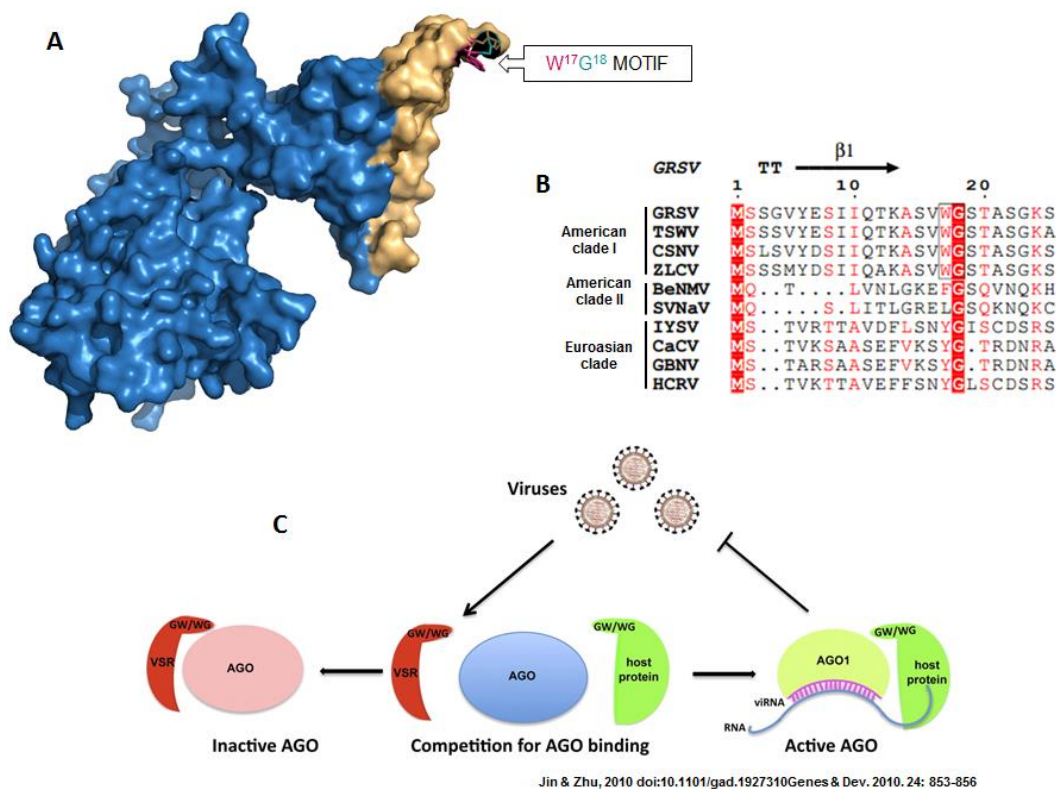 A
W17G18 MOTIF
B
GRSV TT β1
1 10 20
American clade I
American clade II
Euroasian clade
GRSV MSSGVYESIIQTKASVWGSTASGKS
TSWV MSSSVYESIIQTKASVWGSTASGKA
CSNV MSLSVYDSIIQTKASVWGSTASGKS
ZLCV MSSSMYDSIIQAKASVWGSTASGKS
BeNMV MQ..T....LVNLGKEFGSQVNQKH
SVNaV MQ.....S.LITLGRELGSQKNQKC
IYSV MS..TVRTTAVDFLSNYGISCDSRS
CaCV MS..TVKSAASEFVKSYG.TRDNRA
GBNV MS..TARSAASEFVKSYG.TRDNRA
HCRV MS..TVKTTAVEFFSNYGLSCDSRS
C
Viruses
GW/WG
VSR
AGO
GW/WG
VSR
AGO
GW/WG
host protein
GW/WG
AGO1
host protein
viRNA
RNA
Inactive AGO
Competition for AGO binding
Active AGO
Jin & Zhu, 2010 doi:10.1101/gad.1927310Genes & Dev. 2010. 24: 853-856